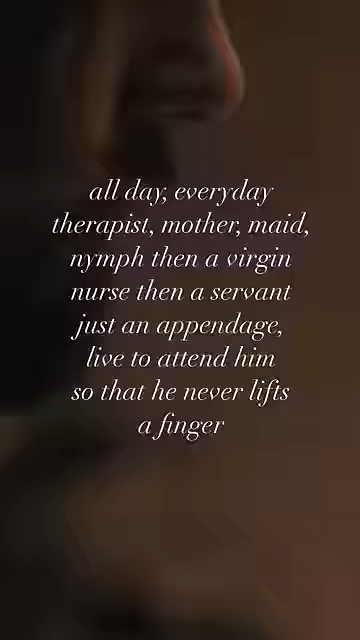 all day, everyday
therapist, mother, maid,
nymph then a virgin
nurse then a servant
just an appendage,
live to attend him
so that he never lifts
a finger